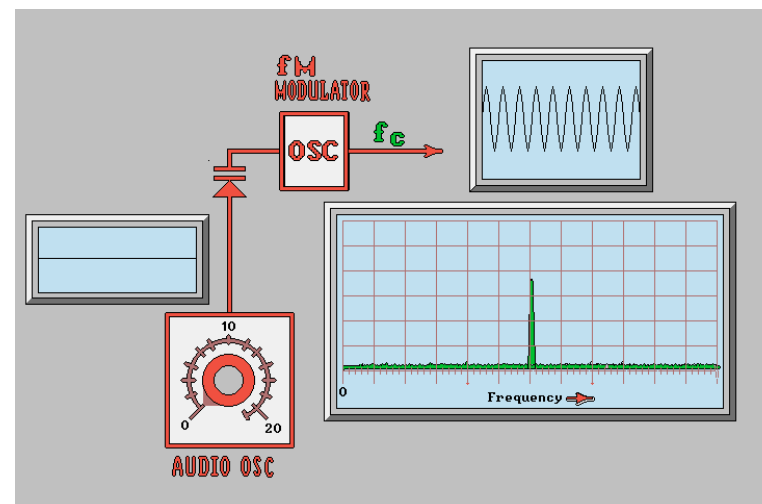 fM
MODULATOR
OSC
fc
10
0
20
AUDIO OSC
0
Frequency